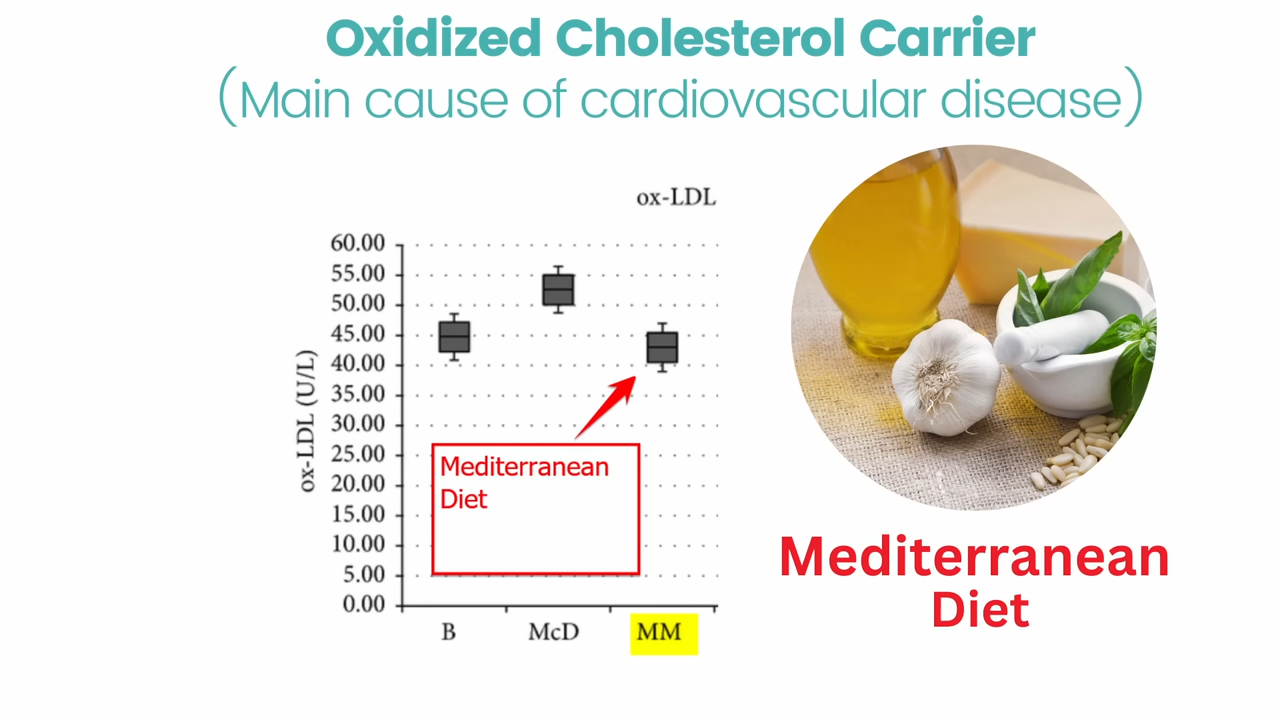 Oxidized Cholesterol Carrier
(Main cause of cardiovascular disease)
ox-LDL
ox-LDL (U/L)
60.00
55.00
50.00
45.00
40.00
35.00
30.00
25.00
20.00
15.00
10.00
5.00
0.00
Mediterranean
Diet
B McD MM
Mediterranean
Diet